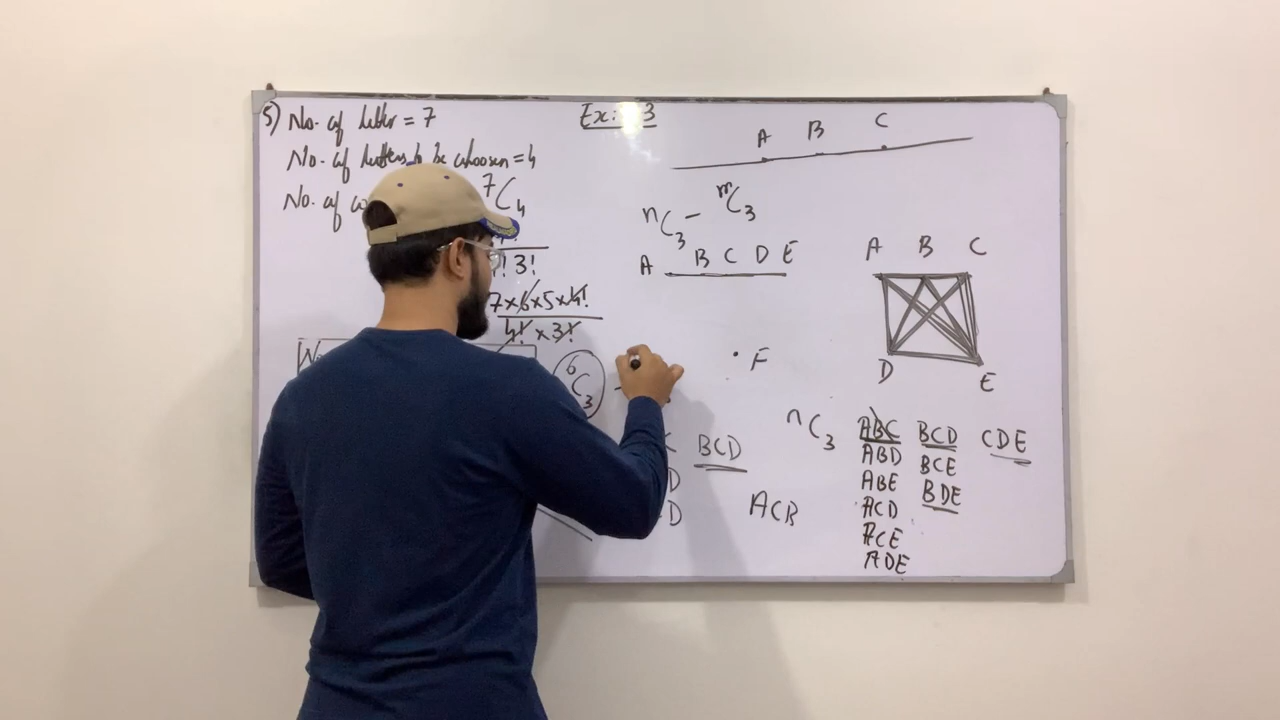 5) No. of letter = 7
No. of letters to be choosen = 4
No. of
7C4
3!
7×6×5×4!
4! × 3!
6C3 -
BCD
ACB
Ex:
3
A B C
nC3 - mC3
A B C D E
F
A B C
D E
nC3
ABC BCD CDE
ABD BCE
ABE BDE
ACD
ACE
ADE